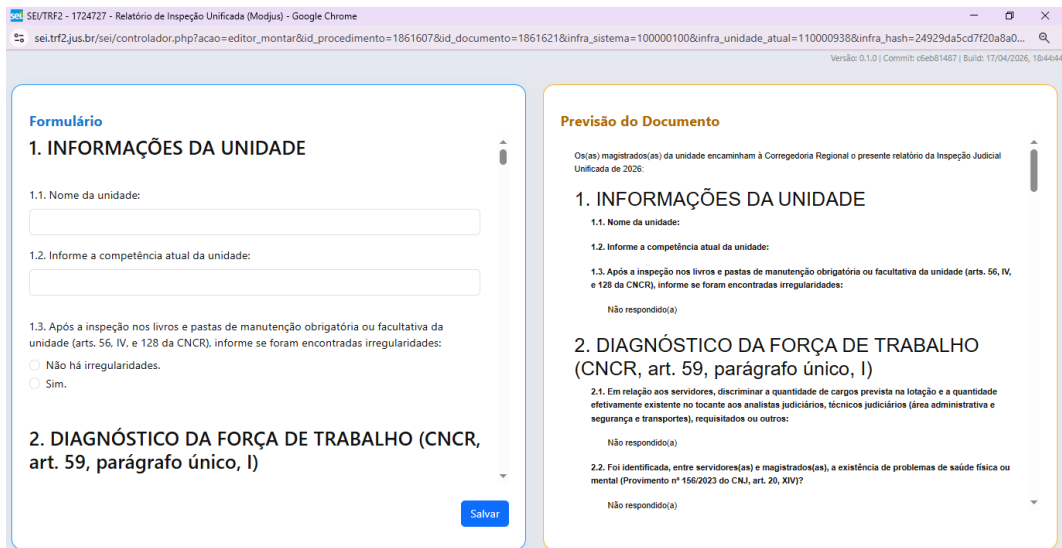 sei! SEI/TRF2 - 1724727 - Relatório de Inspeção Unificada (Modjus) - Google Chrome
sei.trf2.jus.br/sei/controlador.php?acao=editor_montar&id_procedimento=1861607&id_documento=1861621&infra_sistema=100000100&infra_unidade_atual=110000938&infra_hash=24929da5cd7f20a8a0...
Versão: 0.1.0 | Commit: c6eb81487 | Build: 17/04/2026, 18:44:44
Formulário
1. INFORMAÇÕES DA UNIDADE
1.1. Nome da unidade:
1.2. Informe a competência atual da unidade:
1.3. Após a inspeção nos livros e pastas de manutenção obrigatória ou facultativa da
unidade (arts. 56, IV, e 128 da CNCR), informe se foram encontradas irregularidades:
Não há irregularidades.
Sim.
2. DIAGNÓSTICO DA FORÇA DE TRABALHO (CNCR,
art. 59, parágrafo único, I)
Salvar
Previsão do Documento
Os(as) magistrados(as) da unidade encaminham à Corregedoria Regional o presente relatório da Inspeção Judicial
Unificada de 2026:
1. INFORMAÇÕES DA UNIDADE
1.1. Nome da unidade:
1.2. Informe a competência atual da unidade:
1.3. Após a inspeção nos livros e pastas de manutenção obrigatória ou facultativa da unidade (arts. 56, IV,
e 128 da CNCR), informe se foram encontradas irregularidades:
Não respondido(a)
2. DIAGNÓSTICO DA FORÇA DE TRABALHO
(CNCR, art. 59, parágrafo único, I)
2.1. Em relação aos servidores, discriminar a quantidade de cargos prevista na lotação e a quantidade
efetivamente existente no tocante aos analistas judiciários, técnicos judiciários (área administrativa e
segurança e transportes), requisitados ou outros:
Não respondido(a)
2.2. Foi identificada, entre servidores(as) e magistrados(as), a existência de problemas de saúde física ou
mental (Provimento nº 156/2023 do CNJ, art. 20, XIV)?
Não respondido(a)